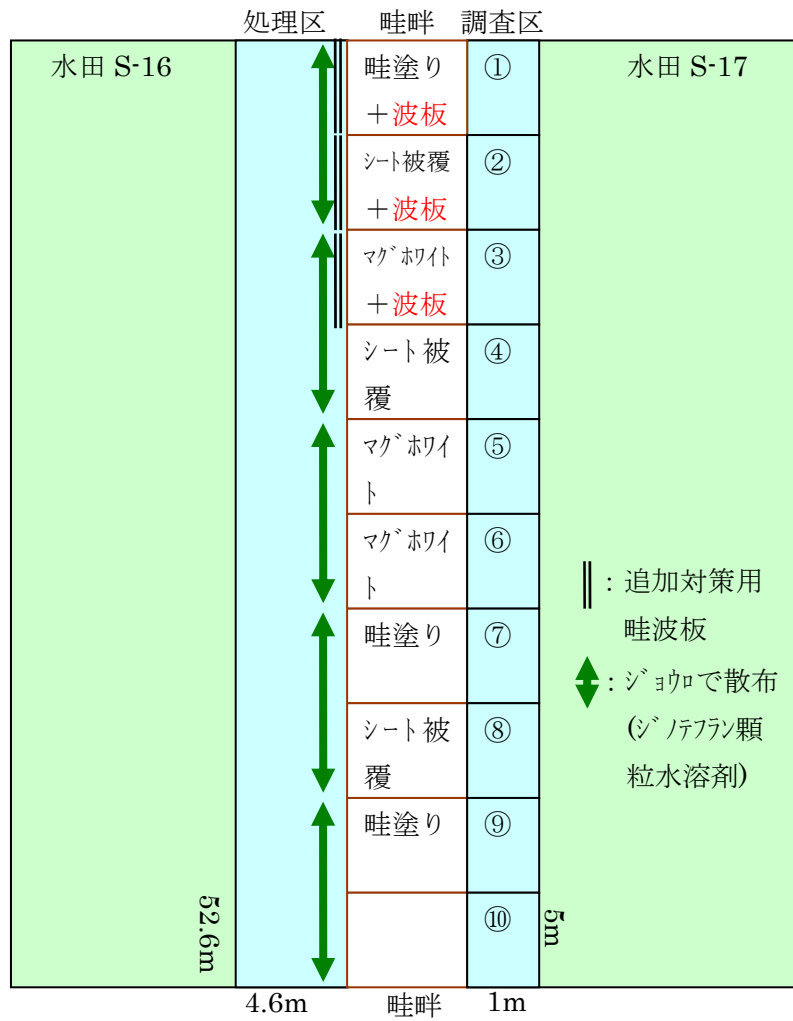 処理区 畦畔 調査区
水田 S-16
水田 S-17
畦塗り
＋波板
①
ｼｰﾄ被覆
＋波板
②
ﾏｸﾞﾎﾜｲﾄ
＋波板
③
シート被
覆
④
ﾏｸﾞﾎﾜｲ
ﾄ
⑤
ﾏｸﾞﾎﾜｲ
ﾄ
⑥
畦塗り
⑦
シート被
覆
⑧
畦塗り
⑨
⑩
：追加対策用
畦波板
：ｼﾞｮｳﾛで散布
(ｼﾞﾉﾃﾌﾗﾝ顆
粒水溶剤)
52.6m
5m
4.6m 畦畔 1m